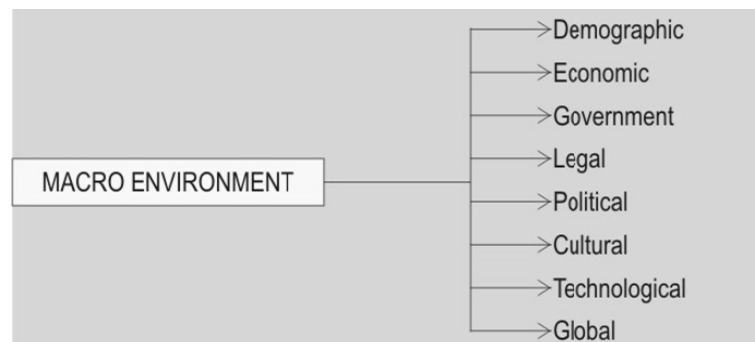 MACRO ENVIRONMENT
Demographic
Economic
Government
Legal
Political
Cultural
Technological
Global